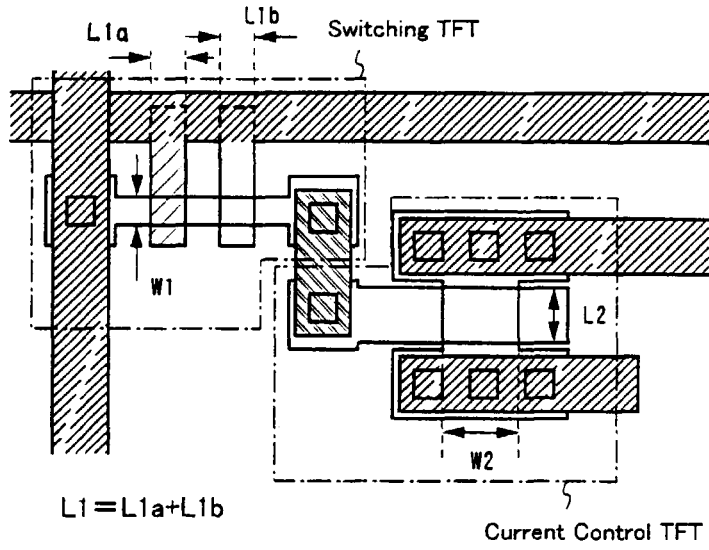 L1a
L1b
Switching TFT
W1
L2
W2
L1=L1a+L1b
Current Control TFT